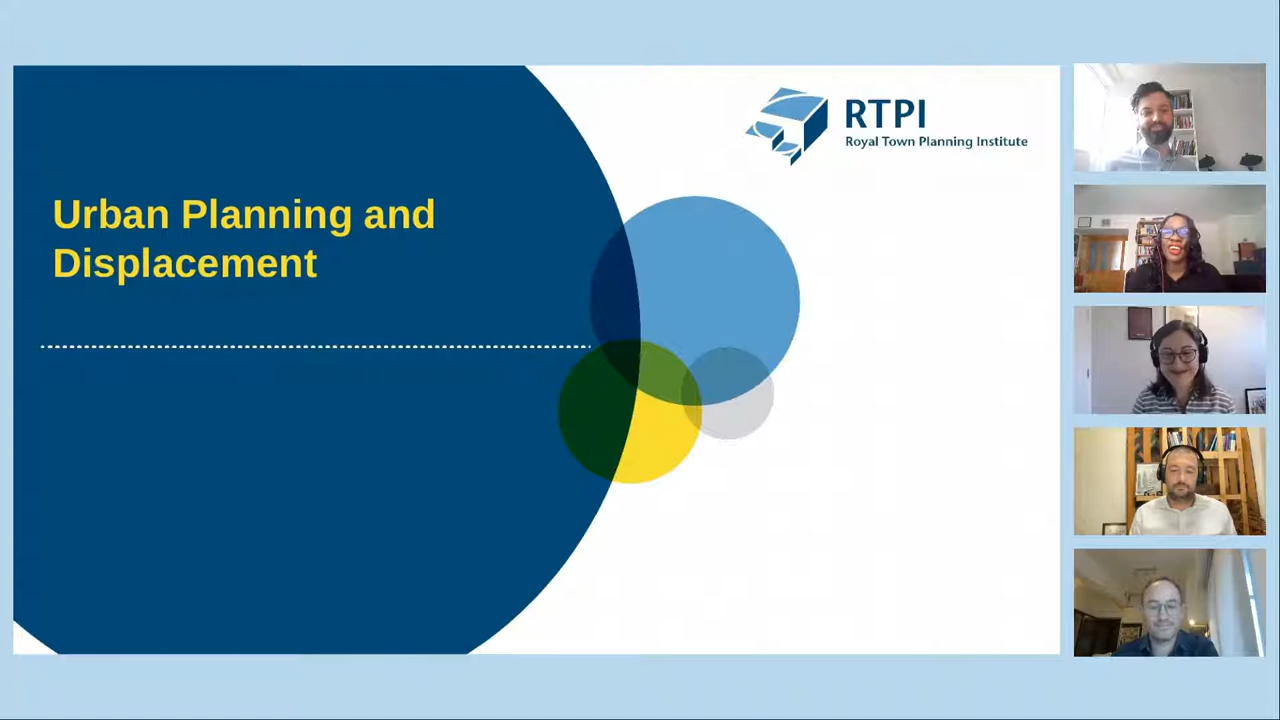 RTPI
Royal Town Planning Institute
Urban Planning and
Displacement